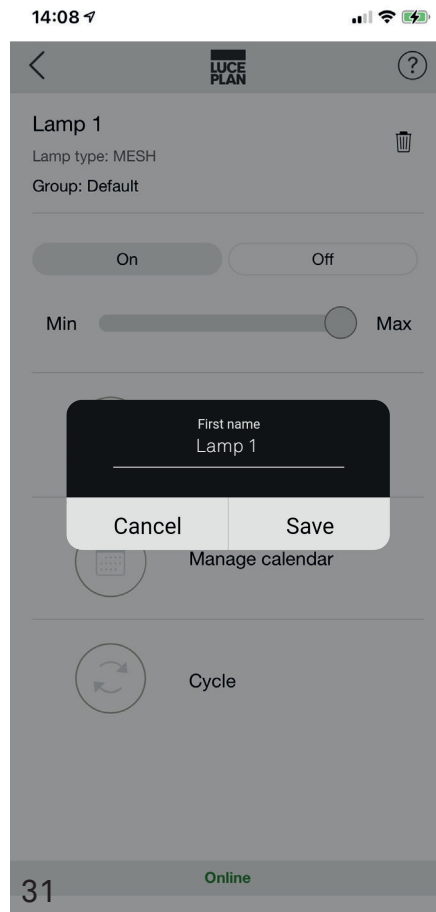 14:08
LUCE
PLAN
?
Lamp 1
Lamp type: MESH
Group: Default
On
Off
Min
Max
First name
Lamp 1
Cancel
Save
Manage calendar
Cycle
Online
31